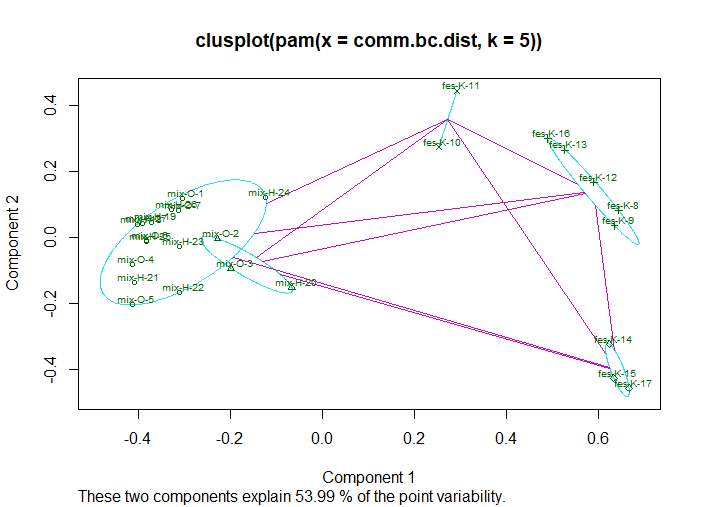 clusplot(pam(x = comm.bc.dist, k = 5))
fes-K-11
0.4
fes-K-16
fes-K-10
fes-K-13
0.2
fes-K-12
mix-O-1
mix-H-24
fes-K-8
mix-H-19
fes-K-9
mix-O-2
0.0
mix-H-23
Component 2
mix-O-4
mix-O-3
mix-H-21
mix-H-20
mix-H-22
mix-O-5
-0.2
fes-K-14
-0.4
fes-K-15
fes-K-17
-0.4 -0.2 0.0 0.2 0.4 0.6
Component 1
These two components explain 53.99 % of the point variability.